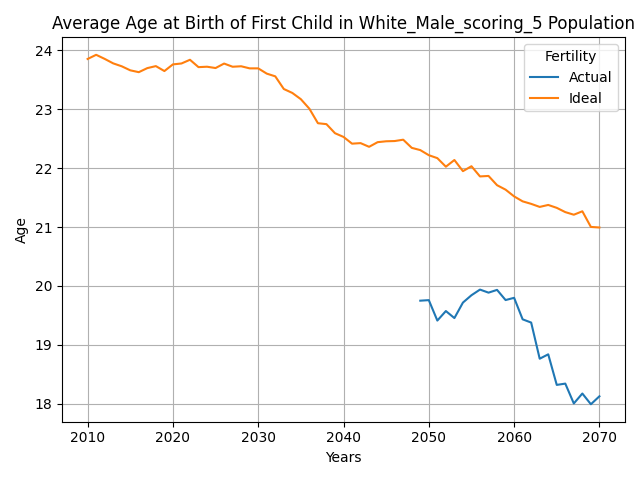 Average Age at Birth of First Child in White_Male_scoring_5 Population
Fertility
Actual
Ideal
24
23
22
21
20
19
18
Age
2010 2020 2030 2040 2050 2060 2070
Years